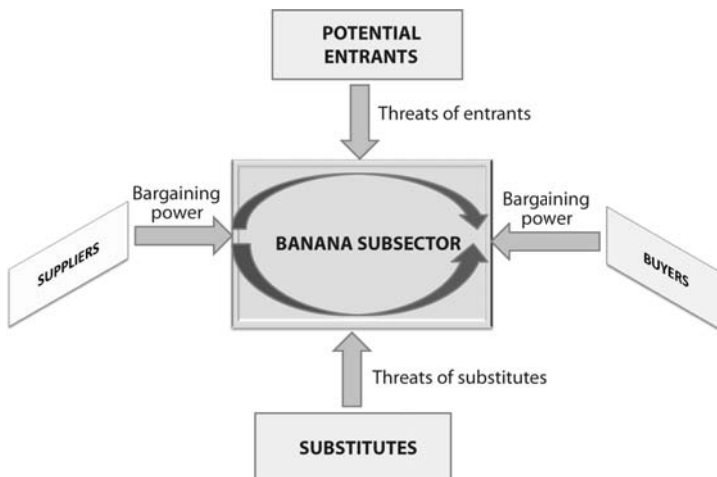 POTENTIAL
ENTRANTS
Threats of entrants
Bargaining
power
Bargaining
power
SUPPLIERS
BANANA SUBSECTOR
BUYERS
Threats of substitutes
SUBSTITUTES